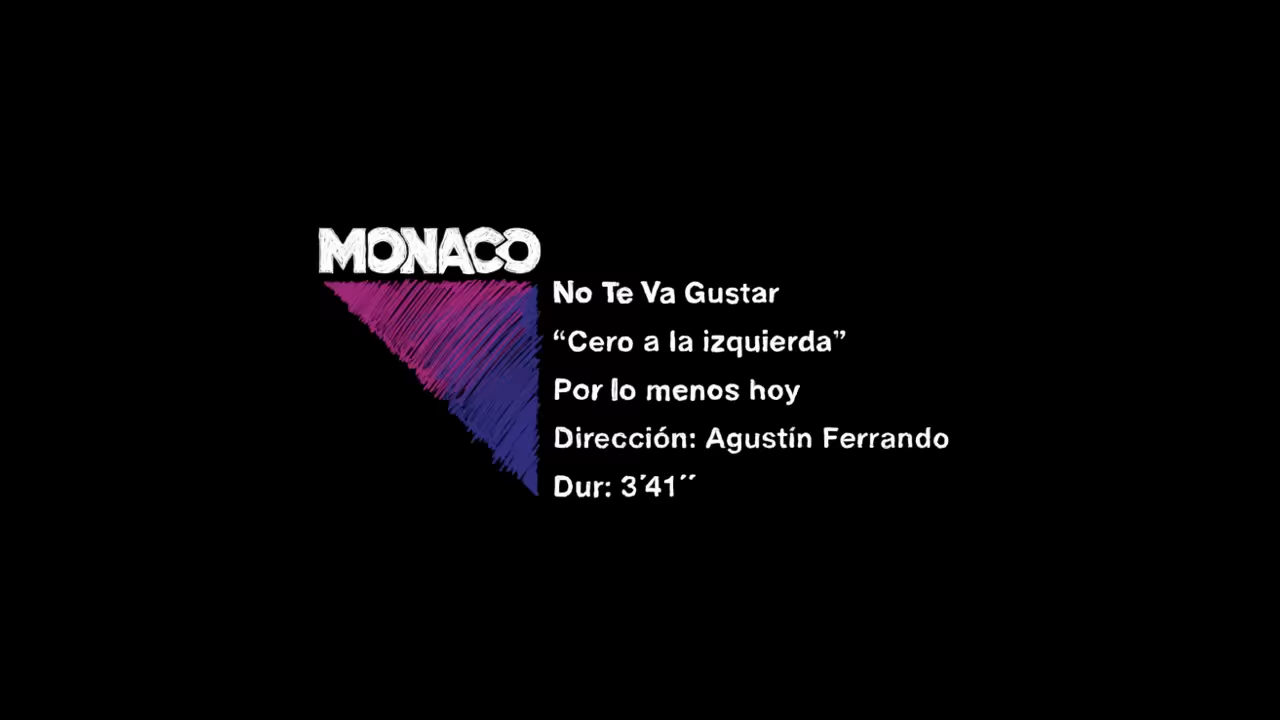 MONACO
No Te Va Gustar
“Cero a la izquierda”
Por lo menos hoy
Dirección: Agustín Ferrando
Dur: 3´41´´